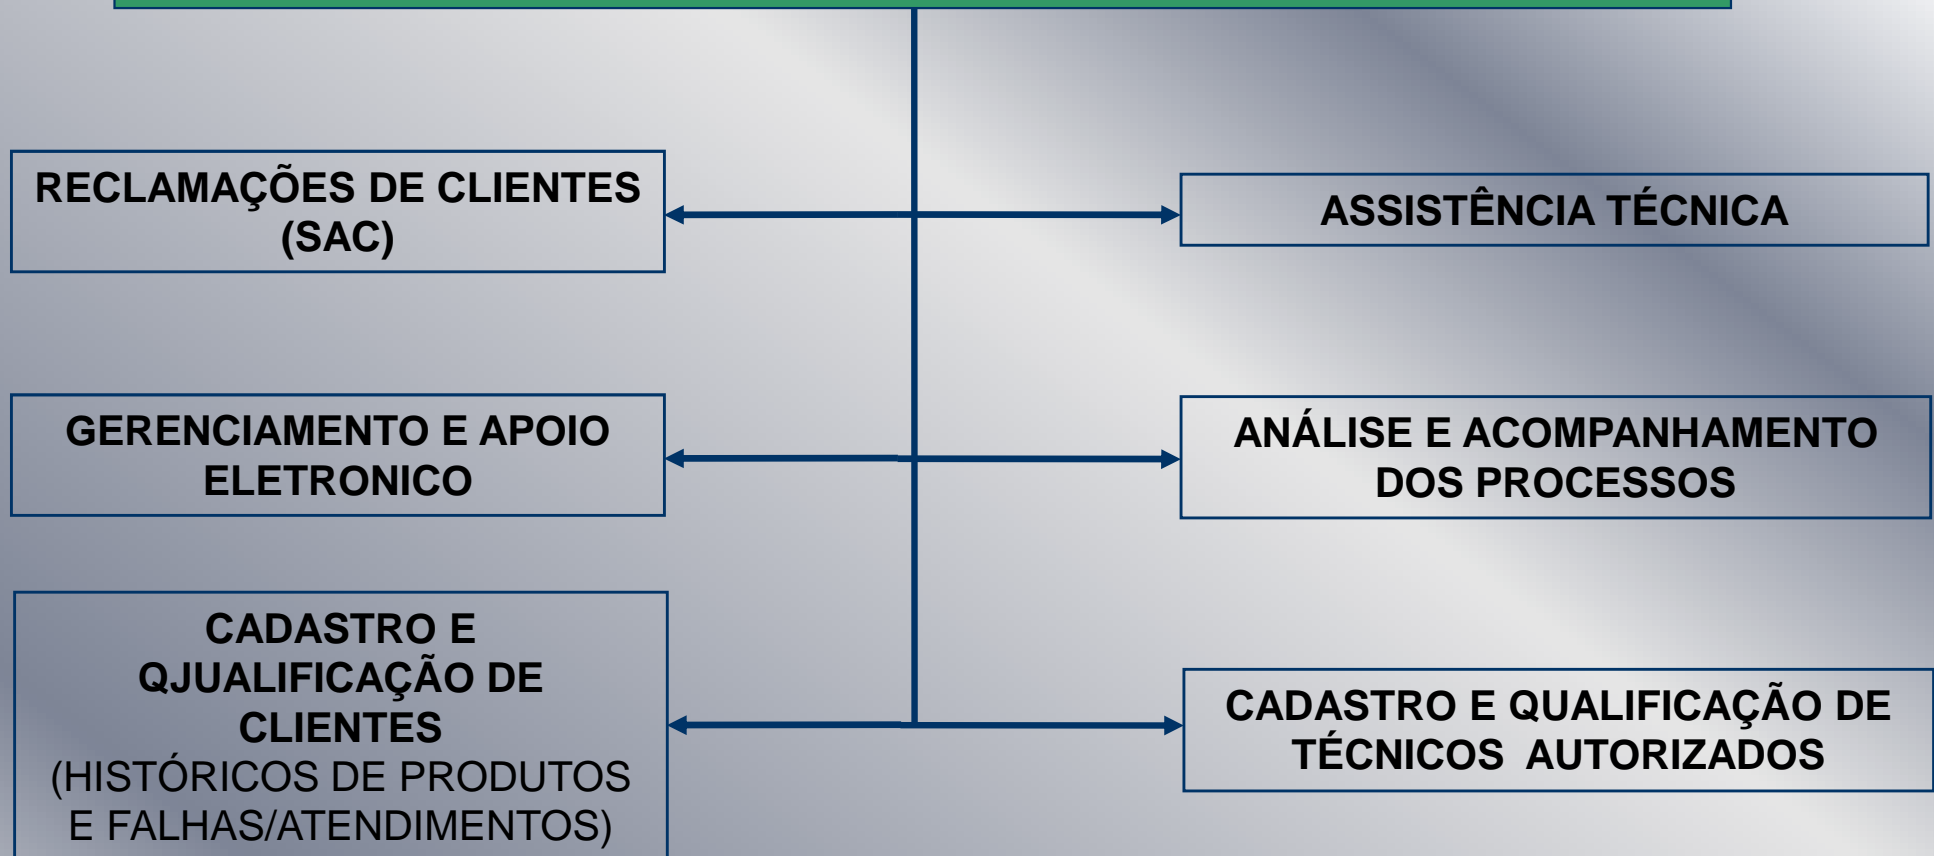 RECLAMAÇÕES DE CLIENTES
(SAC)
ASSISTÊNCIA TÉCNICA
GERENCIAMENTO E APOIO
ELETRONICO
ANÁLISE E ACOMPANHAMENTO
DOS PROCESSOS
CADASTRO E
QJUALIFICAÇÃO DE
CLIENTES
(HISTÓRICOS DE PRODUTOS
E FALHAS/ATENDIMENTOS)
CADASTRO E QUALIFICAÇÃO DE
TÉCNICOS  AUTORIZADOS